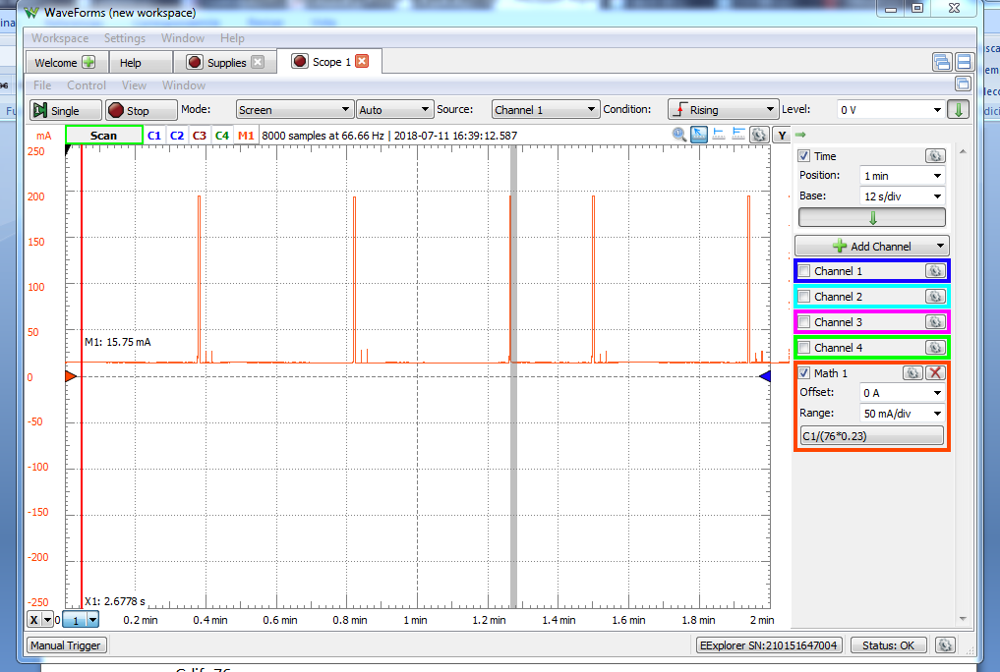 WaveForms (new workspace)
Workspace Settings Window Help
Welcome Help Supplies Scope 1
File Control View Window
Single Stop Mode: Screen Auto Source: Channel 1 Condition: Rising Level: 0 V
mA Scan C1 C2 C3 C4 M1 8000 samples at 66.66 Hz | 2018-07-11 16:39:12.587 Y
250
200
150
100
50
0
-50
-100
-150
-200
-250
M1: 15.75 mA
X1: 2.6778 s
X 0 1 0.2 min 0.4 min 0.6 min 0.8 min 1 min 1.2 min 1.4 min 1.6 min 1.8 min 2 min
Time
Position: 1 min
Base: 12 s/div
Add Channel
Channel 1
Channel 2
Channel 3
Channel 4
Math 1
Offset: 0 A
Range: 50 mA/div
C1/(76*0.23)
Manual Trigger EExplorer SN:210151647004 Status: OK